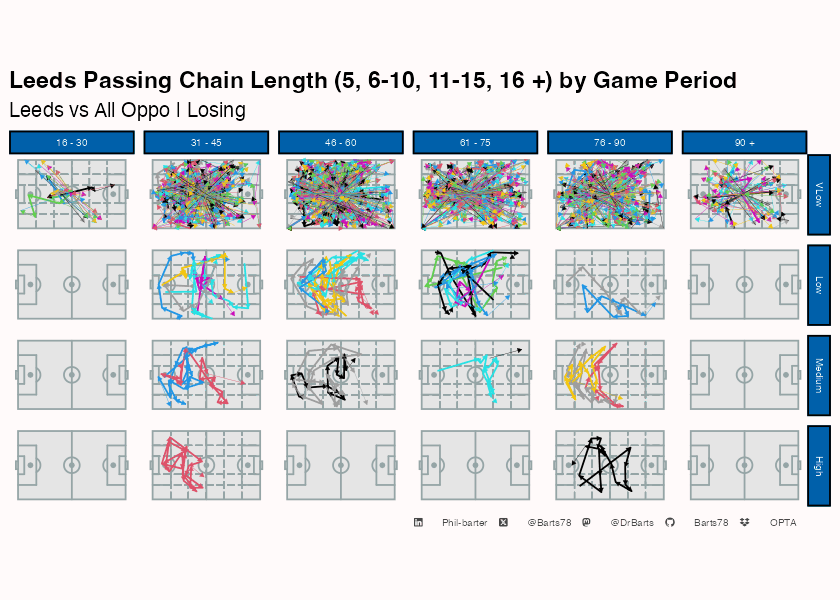 Leeds Passing Chain Length (5, 6-10, 11-15, 16 +) by Game Period
Leeds vs All Oppo | Losing
16 - 30 31 - 45 46 - 60 61 - 75 76 - 90 90 +
VLow
Low
Medium
High
Phil-barter @Barts78 @DrBarts Barts78 OPTA